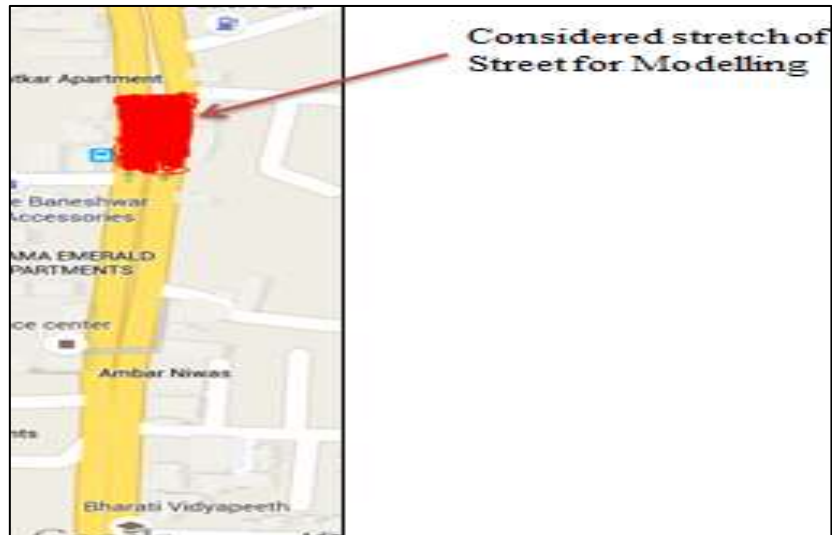 Considered stretch of
Street for Modelling
tkar Apartment
e Baneshwar
Accessories
AMA EMERALD
PARTMENTS
ce center
Ambar Niwas
nts
Bharati Vidyapeeth